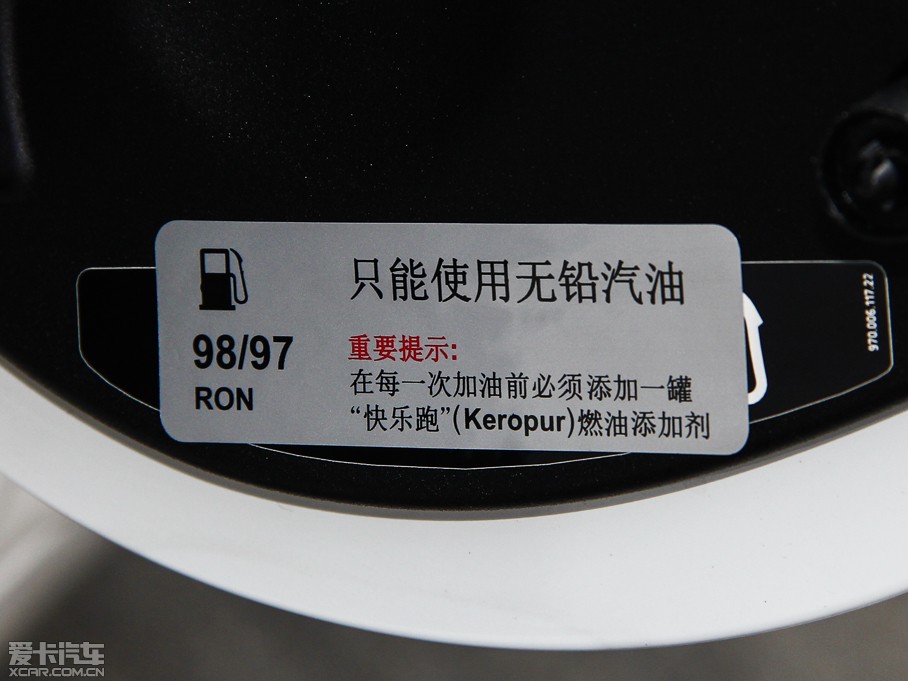 只能使用无铅汽油
98/97
RON
重要提示:
在每一次加油前必须添加一罐
“快乐跑”(Keropur)燃油添加剂
970.006.117.22
爱卡汽车
XCAR.COM.CN